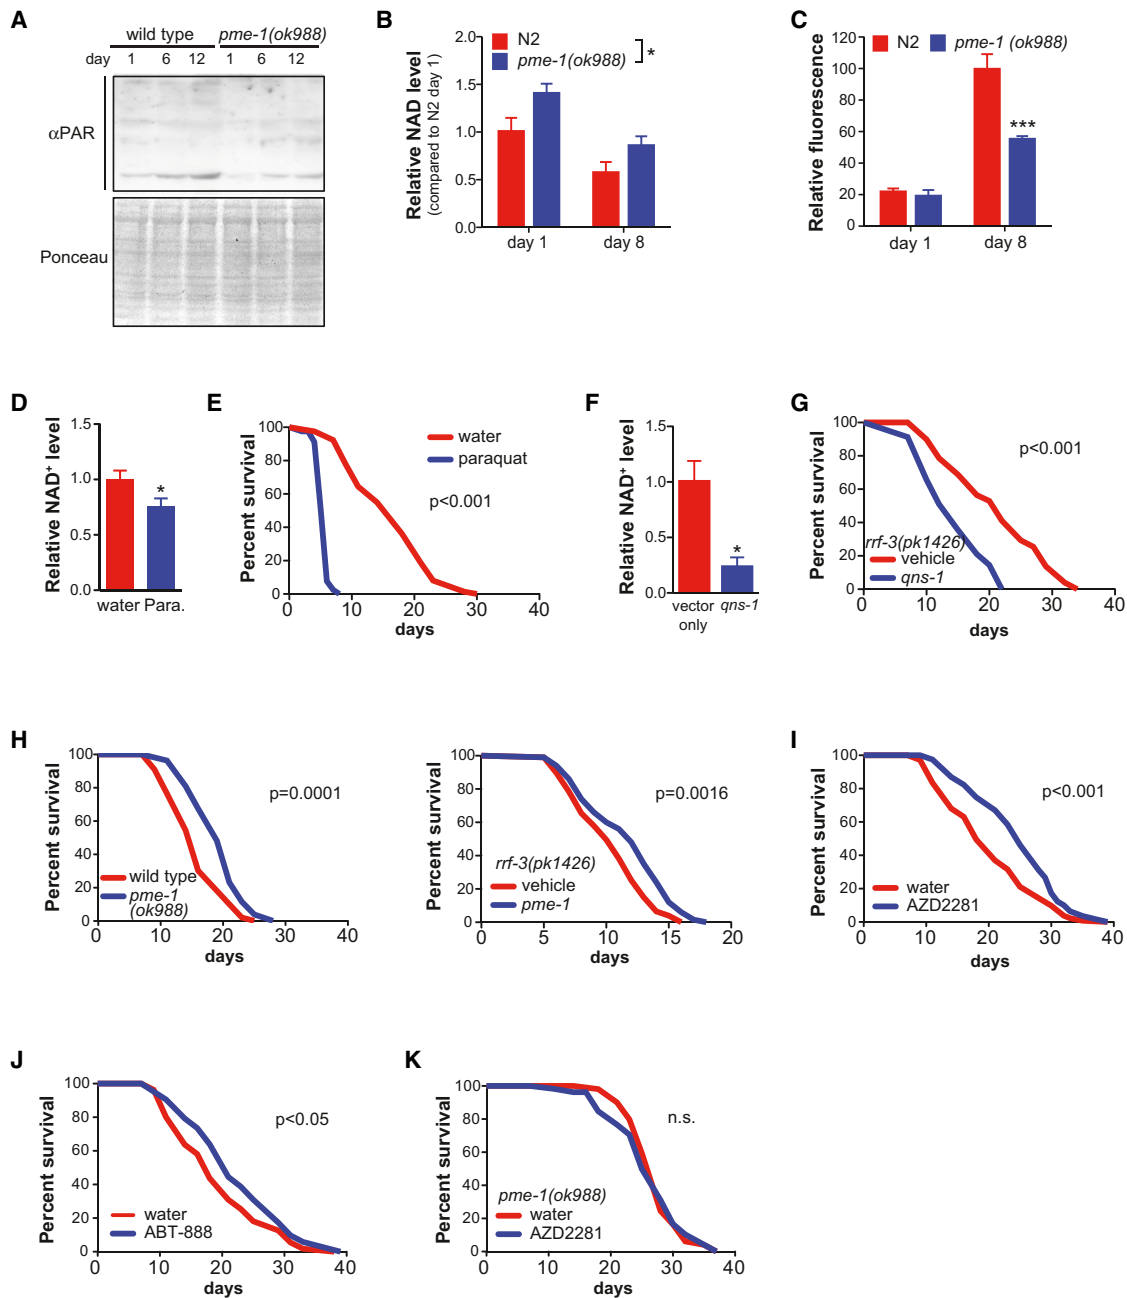 A
wild type pme-1(ok988)
day 1 6 12 1 6 12
αPAR
Ponceau
B
Relative NAD level
(compared to N2 day 1)
2.0
1.5
1.0
0.5
0.0
N2
pme-1(ok988)
*
day 1 day 8
C
Relative fluorescence
120
100
80
60
40
20
0
N2 pme-1 (ok988)
***
day 1 day 8
D
Relative NAD+ level
1.5
1.0
0.5
0.0
*
water Para.
E
Percent survival
100
80
60
40
20
0
water
paraquat
p<0.001
0 10 20 30 40
days
F
Relative NAD+ level
1.5
1.0
0.5
0.0
*
vector only qns-1
G
Percent survival
100
80
60
40
20
0
p<0.001
rrf-3(pk1426)
vehicle
qns-1
0 10 20 30 40
days
H
Percent survival
100
80
60
40
20
0
p=0.0001
wild type
pme-1
(ok988)
0 10 20 30 40
days
Percent survival
100
80
60
40
20
0
p=0.0016
rrf-3(pk1426)
vehicle
pme-1
0 5 10 15 20
days
I
Percent survival
100
80
60
40
20
0
p<0.001
water
AZD2281
0 10 20 30 40
days
J
Percent survival
100
80
60
40
20
0
p<0.05
water
ABT-888
0 10 20 30 40
days
K
Percent survival
100
80
60
40
20
0
n.s.
pme-1(ok988)
water
AZD2281
0 10 20 30 40
days